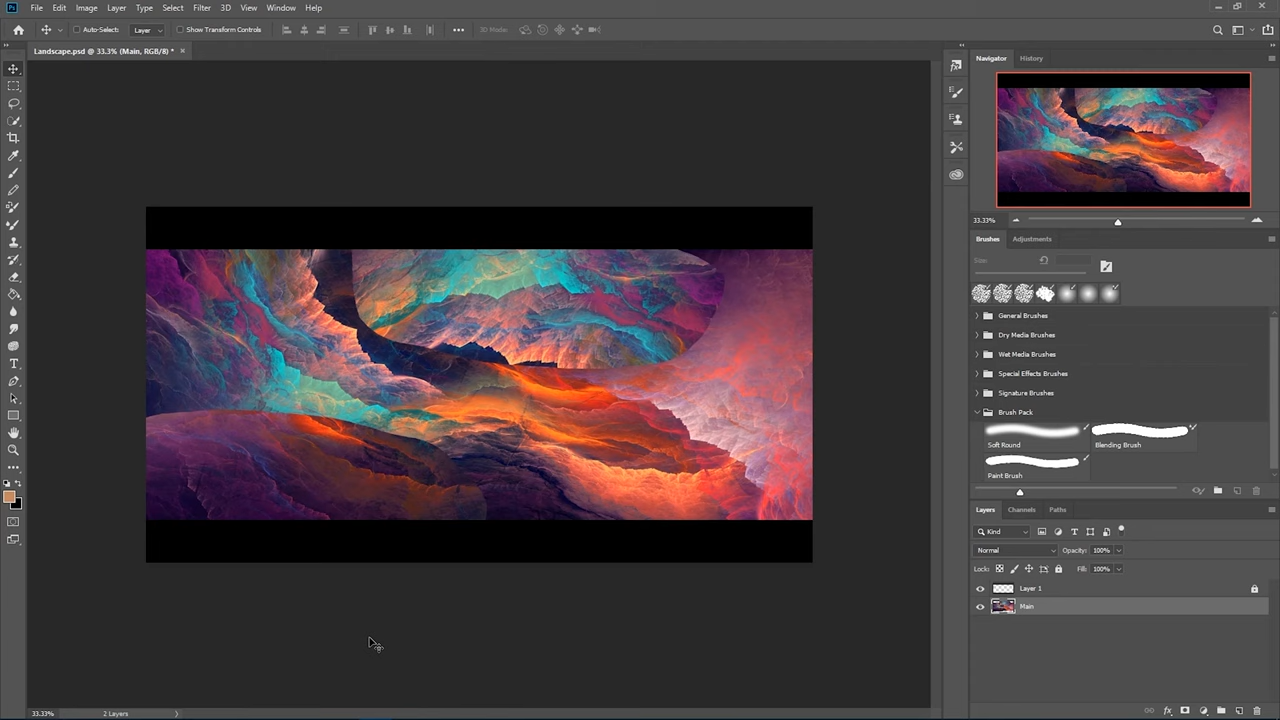 Ps File Edit Image Layer Type Select Filter 3D View Window Help
Auto-Select: Layer Show Transform Controls 3D Mode:
Landscape.psd @ 33.3% (Main, RGB/8) *
Navigator History
33.33%
Brushes Adjustments
Size:
General Brushes
Dry Media Brushes
Wet Media Brushes
Special Effects Brushes
Signature Brushes
Brush Pack
Soft Round Blending Brush
Paint Brush
Layers Channels Paths
Kind
Normal Opacity: 100%
Lock: Fill: 100%
Layer 1
Main
33.33% 2 Layers